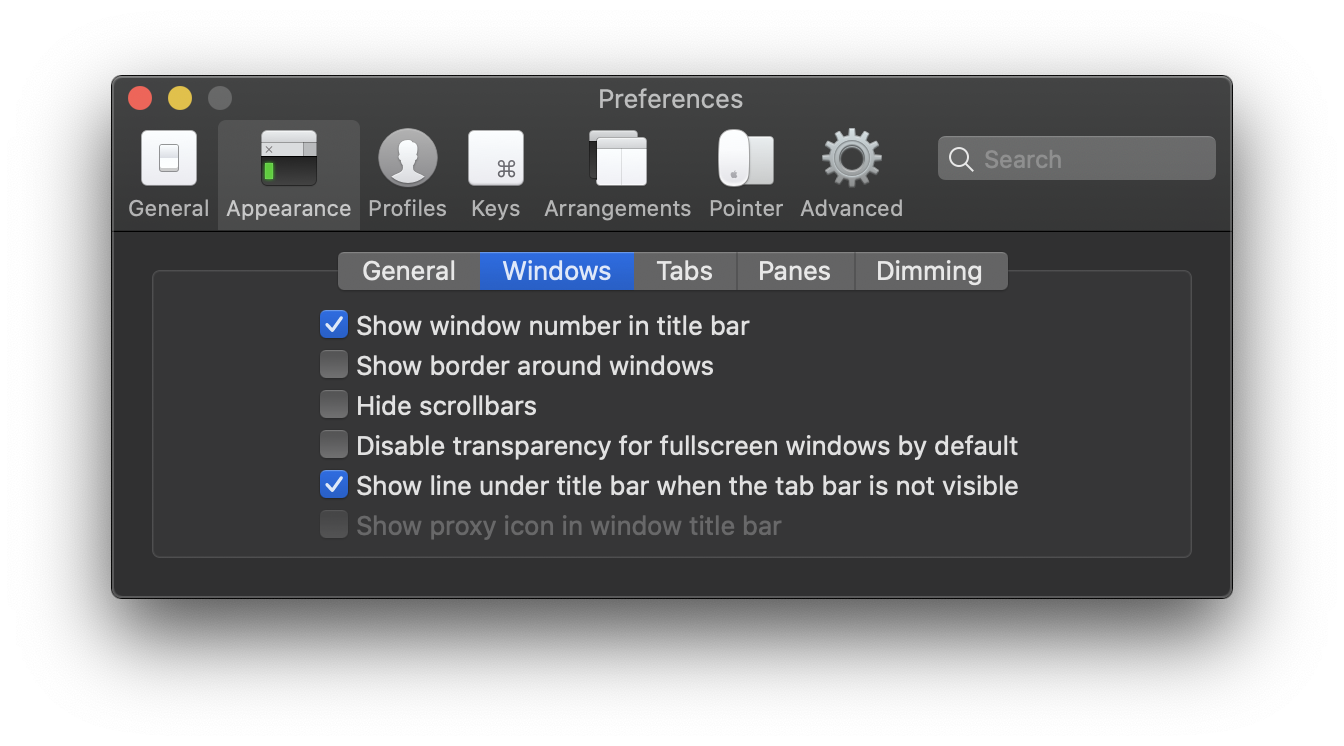 Preferences
General Appearance Profiles Keys Arrangements Pointer Advanced Search
General Windows Tabs Panes Dimming
Show window number in title bar
Show border around windows
Hide scrollbars
Disable transparency for fullscreen windows by default
Show line under title bar when the tab bar is not visible
Show proxy icon in window title bar